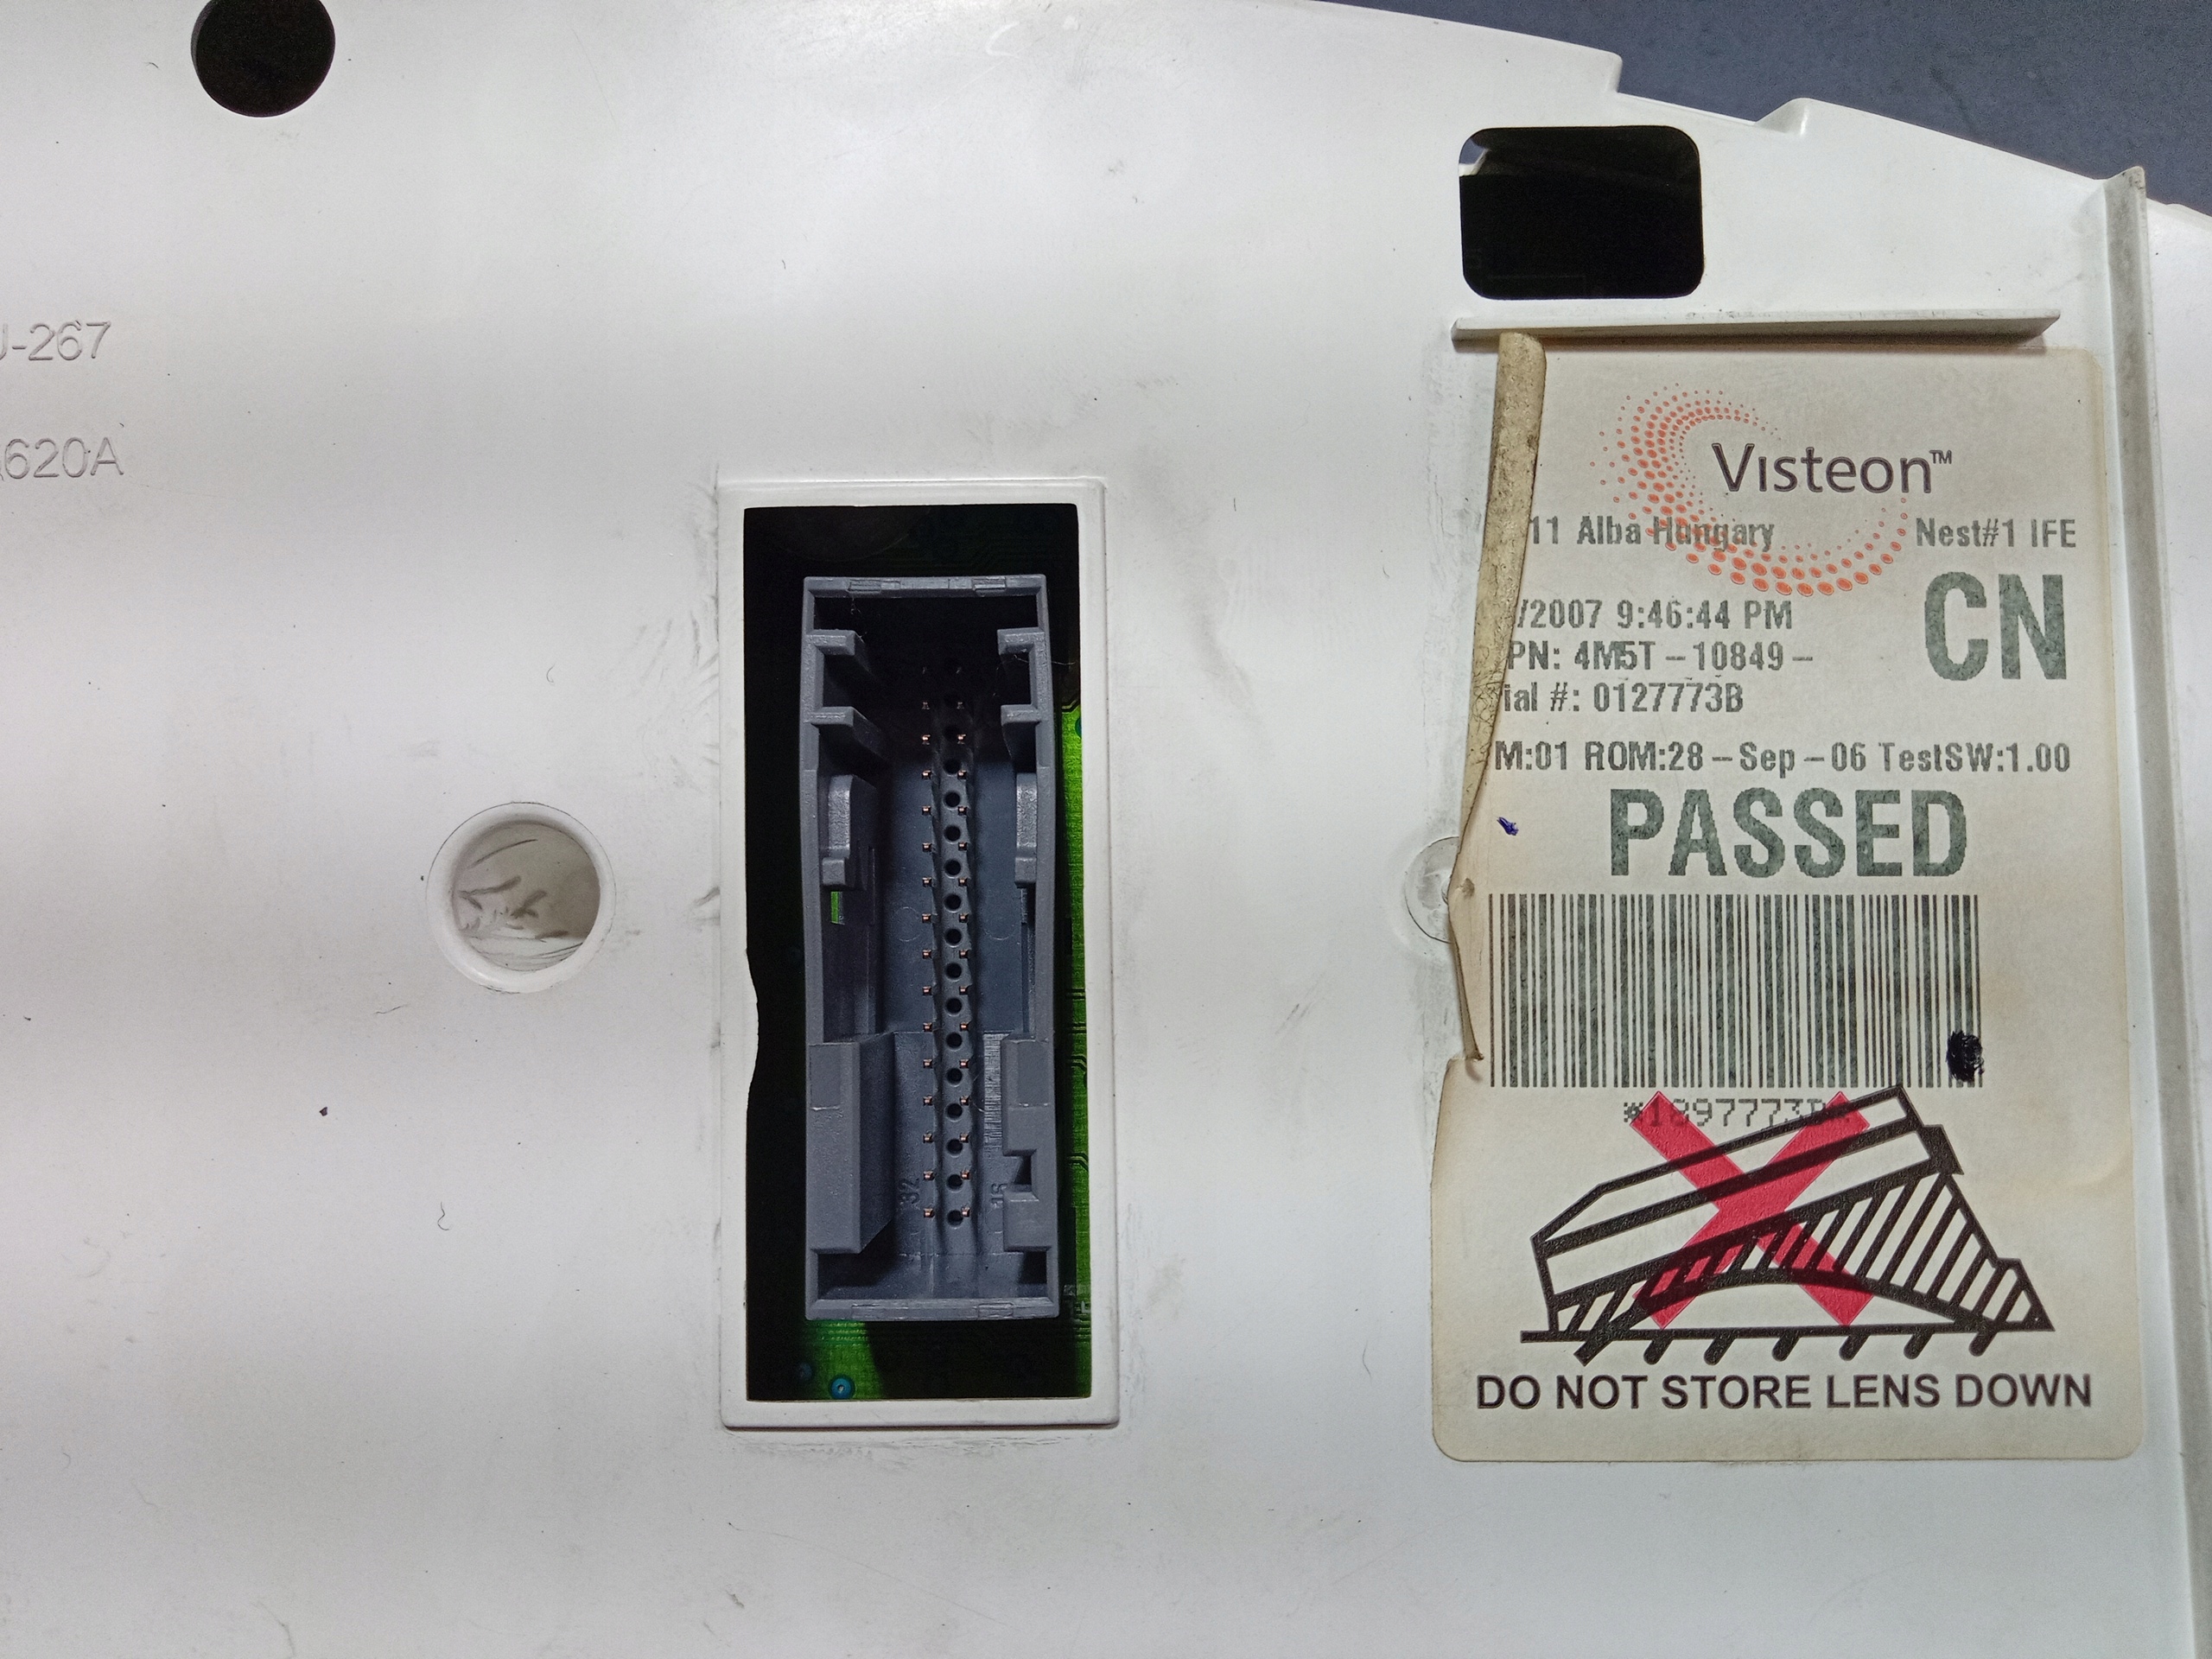 J-267
620A
Visteon™
11 Alba Hungary Nest#1 IFE
/2007 9:46:44 PM
CN
PN: 4M5T-10849-
ial #: 0127773B
M:01 ROM:28-Sep-06 TestSW:1.00
PASSED
DO NOT STORE LENS DOWN
32
16